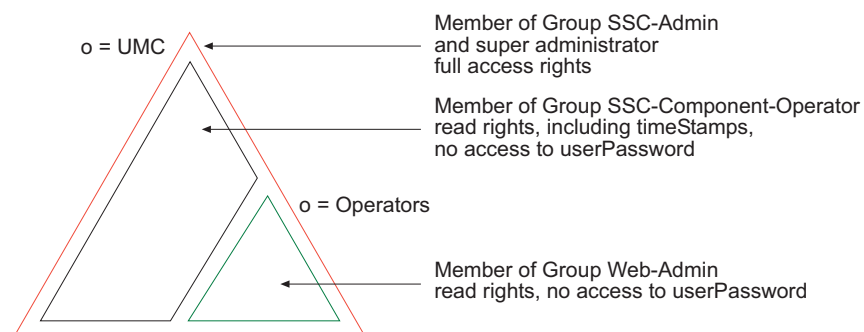 o = UMC
Member of Group SSC-Admin
and super administrator
full access rights
Member of Group SSC-Component-Operator
read rights, including timeStamps,
no access to userPassword
o = Operators
Member of Group Web-Admin
read rights, no access to userPassword